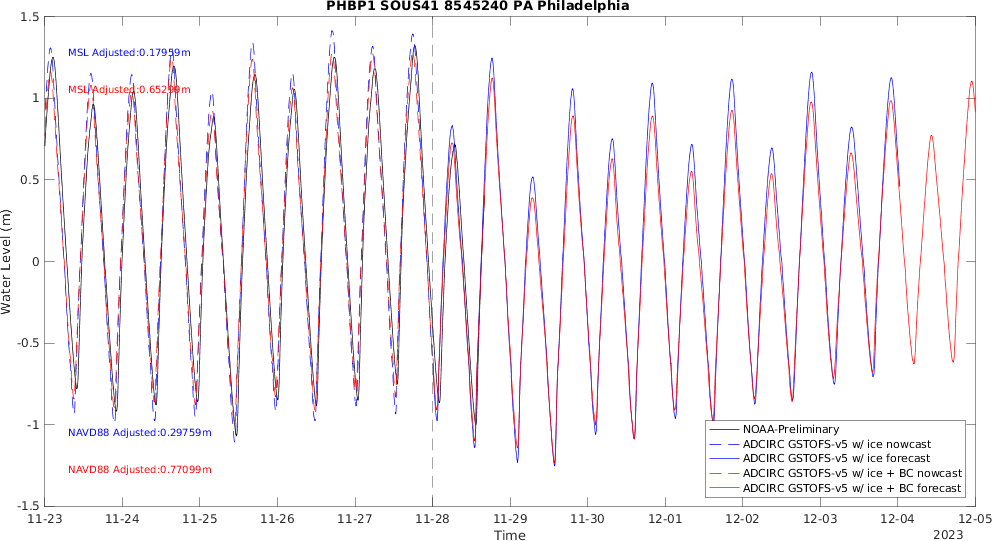 PHBP1 SOUS41 8545240 PA Philadelphia
1.5
MSL Adjusted:0.17959m
MSL Adjusted:0.65299m
1
0.5
0
Water Level (m)
-0.5
-1
NAVD88 Adjusted:0.29759m
NAVD88 Adjusted:0.77099m
-1.5
NOAA-Preliminary
ADCIRC GSTOFS-v5 w/ ice nowcast
ADCIRC GSTOFS-v5 w/ ice forecast
ADCIRC GSTOFS-v5 w/ ice + BC nowcast
ADCIRC GSTOFS-v5 w/ ice + BC forecast
11-23 11-24 11-25 11-26 11-27 11-28 11-29 11-30 12-01 12-02 12-03 12-04 12-05
Time
2023